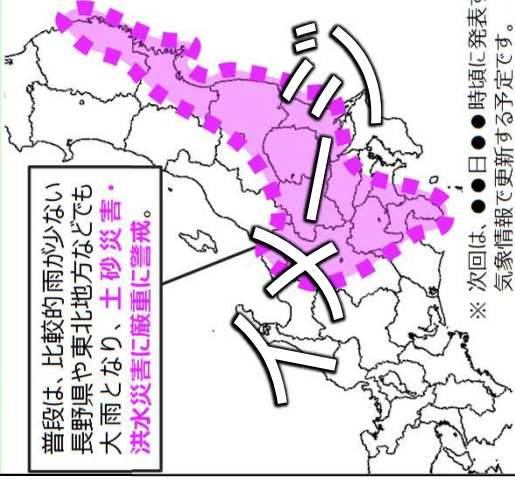 普段は、比較的雨が少ない
長野県や東北地方などでも
大雨となり、土砂災害・
洪水災害に厳重に警戒。
イメージ
※ 次回は、●●日●●時頃に発表す
気象情報で更新する予定です。